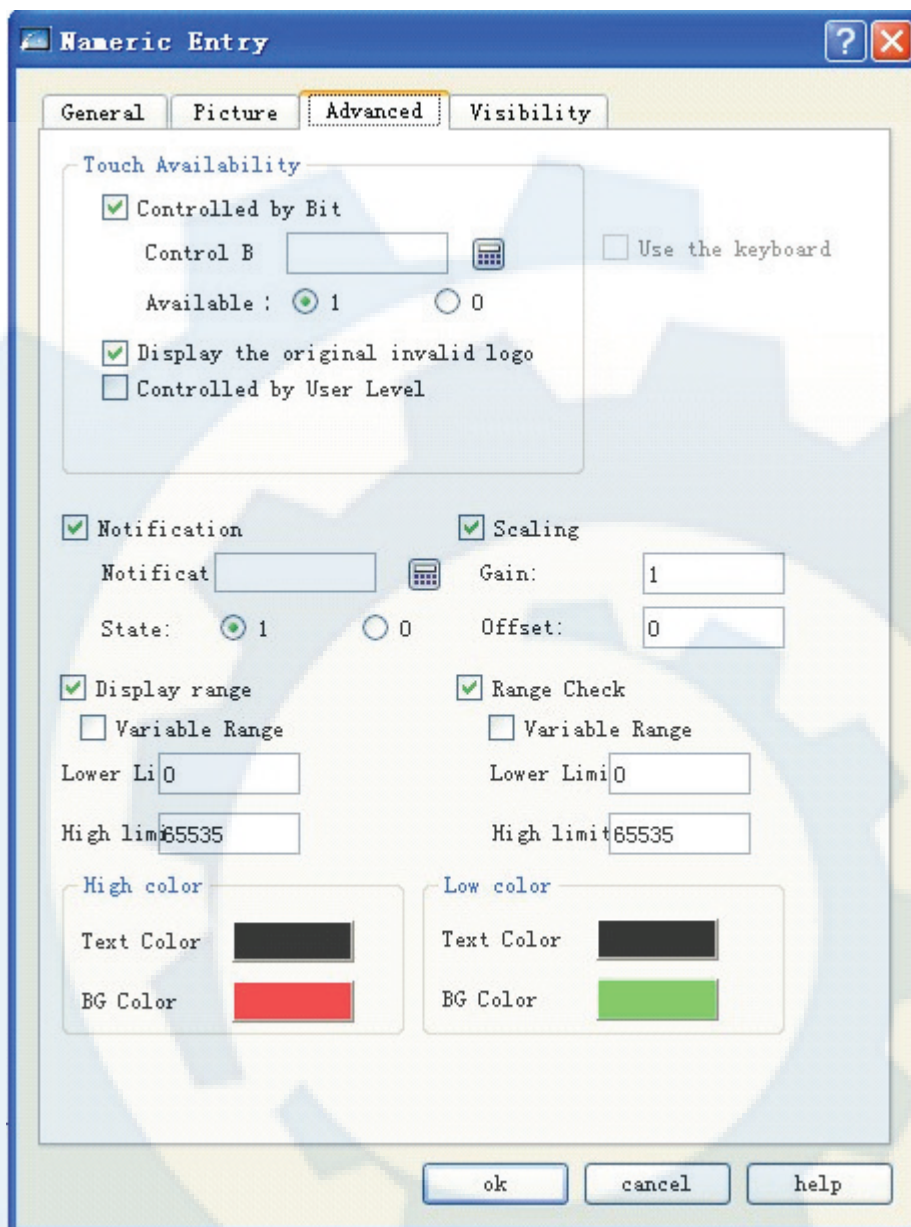 Nameric Entry
General Picture Advanced Visibility
Touch Availability
Controlled by Bit
Control B
Use the keyboard
Available : 1 0
Display the original invalid logo
Controlled by User Level
Notification Scaling
Notificat Gain: 1
State: 1 0 Offset: 0
Display range Range Check
Variable Range Variable Range
Lower Li 0 Lower Limi 0
High limi 65535 High limit 65535
High color Low color
Text Color Text Color
BG Color BG Color
ok cancel help